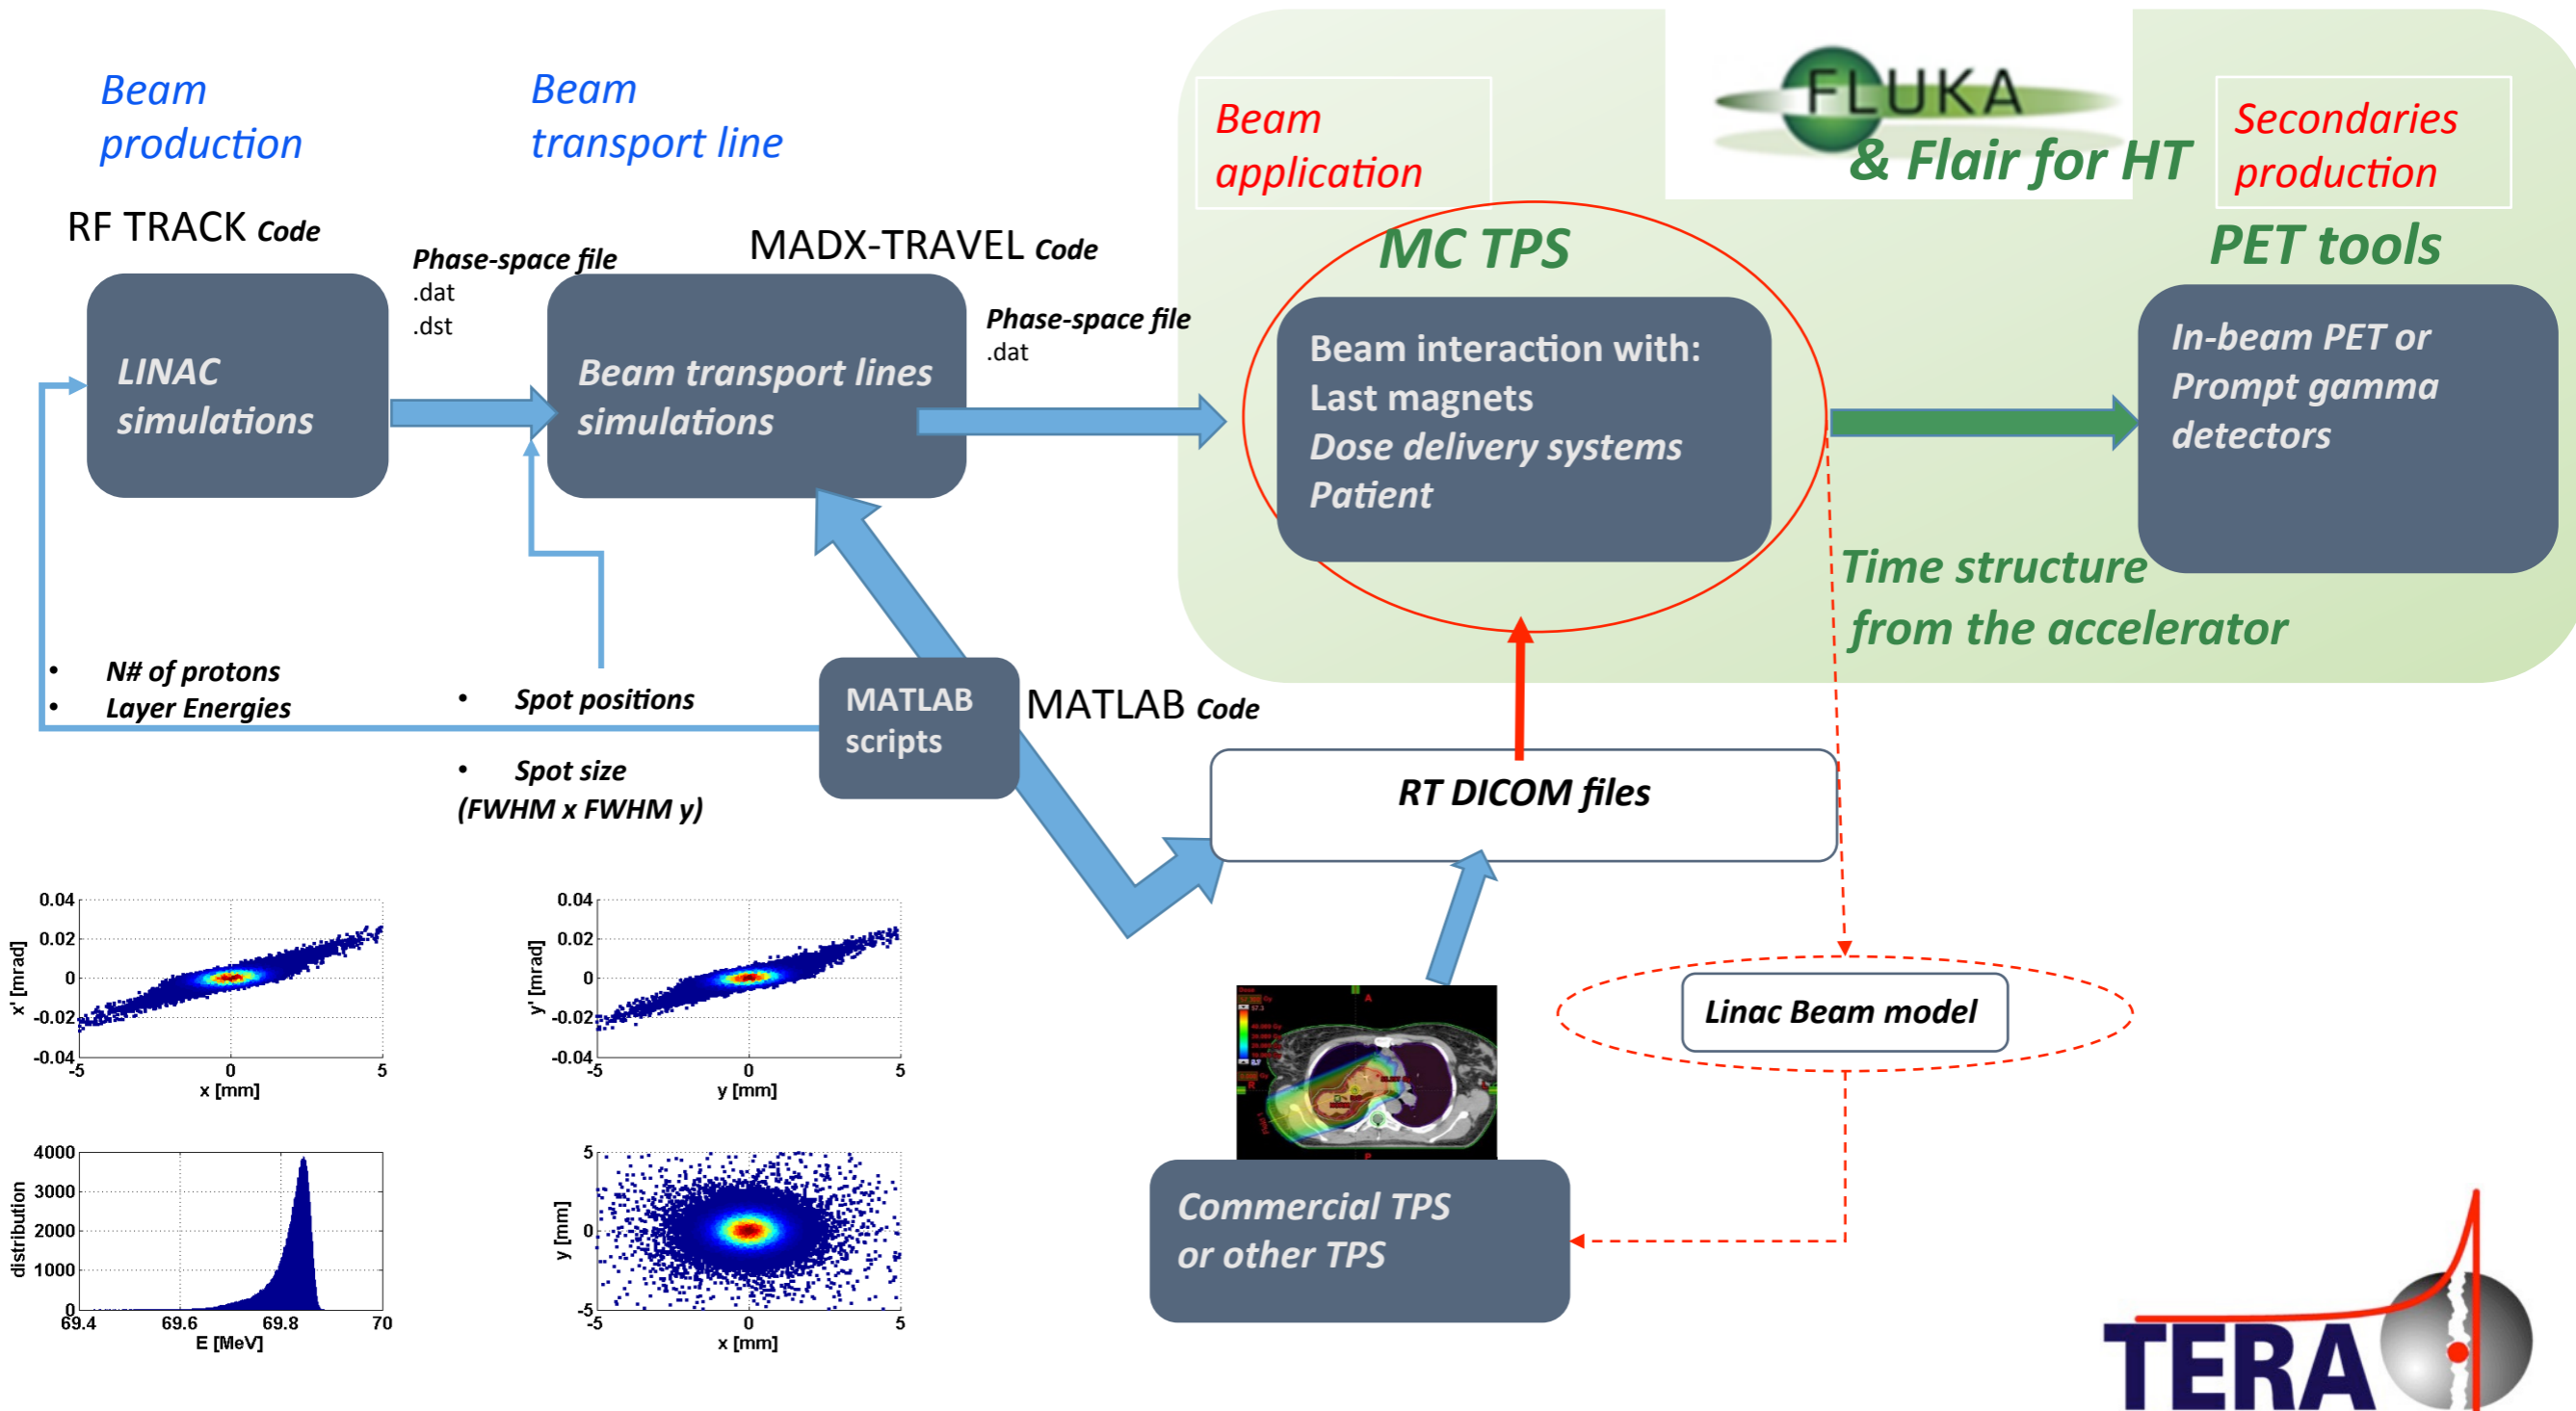 Beam
production
Beam
transport line
Beam
application
FLUKA
& Flair for HT
Secondaries
production
RF TRACK Code
Phase-space file
.dat
.dst
MADX-TRAVEL Code
Phase-space file
.dat
MC TPS
PET tools
LINAC
simulations
Beam transport lines
simulations
Beam interaction with:
Last magnets
Dose delivery systems
Patient
In-beam PET or
Prompt gamma
detectors
Time structure
from the accelerator
• N# of protons
• Layer Energies
• Spot positions
• Spot size
(FWHM x FWHM y)
MATLAB
scripts
MATLAB Code
RT DICOM files
Linac Beam model
Commercial TPS
or other TPS
0.04
0.02
0
-0.02
-0.04
x' [mrad]
-5 0 5
x [mm]
0.04
0.02
0
-0.02
-0.04
y' [mrad]
-5 0 5
y [mm]
4000
3000
2000
1000
0
distribution
69.4 69.6 69.8 70
E [MeV]
5
0
-5
y [mm]
-5 0 5
x [mm]
A
R
P
TERA